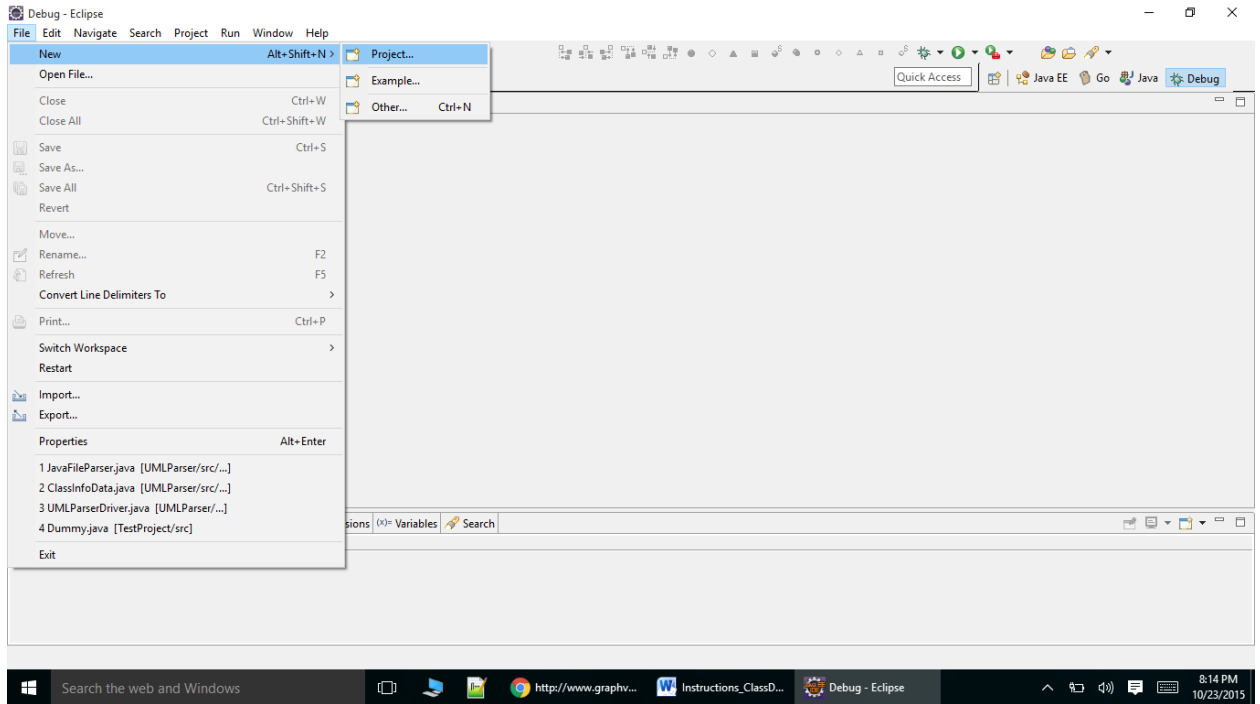 Debug - Eclipse
File Edit Navigate Search Project Run Window Help
New Alt+Shift+N >
Project...
Open File...
Example...
Quick Access
Java EE
Go
Java
Debug
Close Ctrl+W
Other... Ctrl+N
Close All Ctrl+Shift+W
Save Ctrl+S
Save As...
Save All Ctrl+Shift+S
Revert
Move...
Rename... F2
Refresh F5
Convert Line Delimiters To >
Print... Ctrl+P
Switch Workspace >
Restart
Import...
Export...
Properties Alt+Enter
1 JavaFileParser.java [UMLParser/src/...]
2 ClassInfoData.java [UMLParser/src/...]
3 UMLParserDriver.java [UMLParser/...]
4 Dummy.java [TestProject/src]
Exit
sions (x)= Variables Search
Search the web and Windows
http://www.graphv...
Instructions_ClassD...
Debug - Eclipse
8:14 PM
10/23/2015